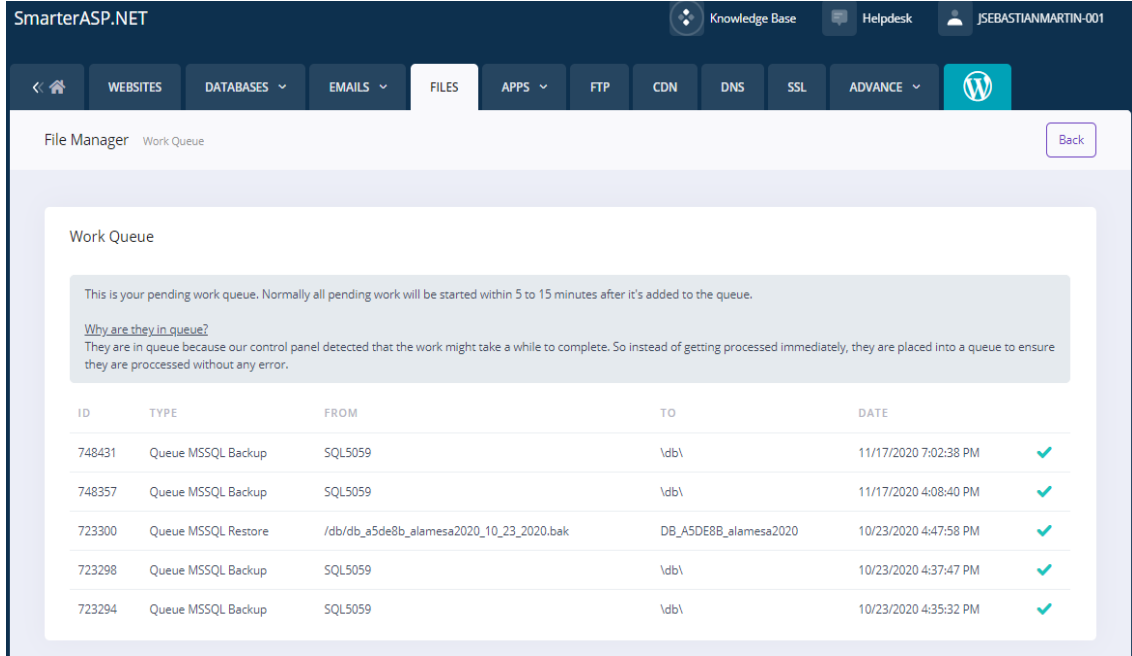 SmarterASP.NET Knowledge Base Helpdesk JSEBASTIANMARTIN-001
WEBSITES DATABASES EMAILS FILES APPS FTP CDN DNS SSL ADVANCE
File Manager Work Queue Back
Work Queue
This is your pending work queue. Normally all pending work will be started within 5 to 15 minutes after it's added to the queue.
Why are they in queue?
They are in queue because our control panel detected that the work might take a while to complete. So instead of getting processed immediately, they are placed into a queue to ensure
they are proccessed without any error.
ID TYPE FROM TO DATE
748431 Queue MSSQL Backup SQL5059 \db\ 11/17/2020 7:02:38 PM
748357 Queue MSSQL Backup SQL5059 \db\ 11/17/2020 4:08:40 PM
723300 Queue MSSQL Restore /db/db_a5de8b_alamesa2020_10_23_2020.bak DB_A5DE8B_alamesa2020 10/23/2020 4:47:58 PM
723298 Queue MSSQL Backup SQL5059 \db\ 10/23/2020 4:37:47 PM
723294 Queue MSSQL Backup SQL5059 \db\ 10/23/2020 4:35:32 PM